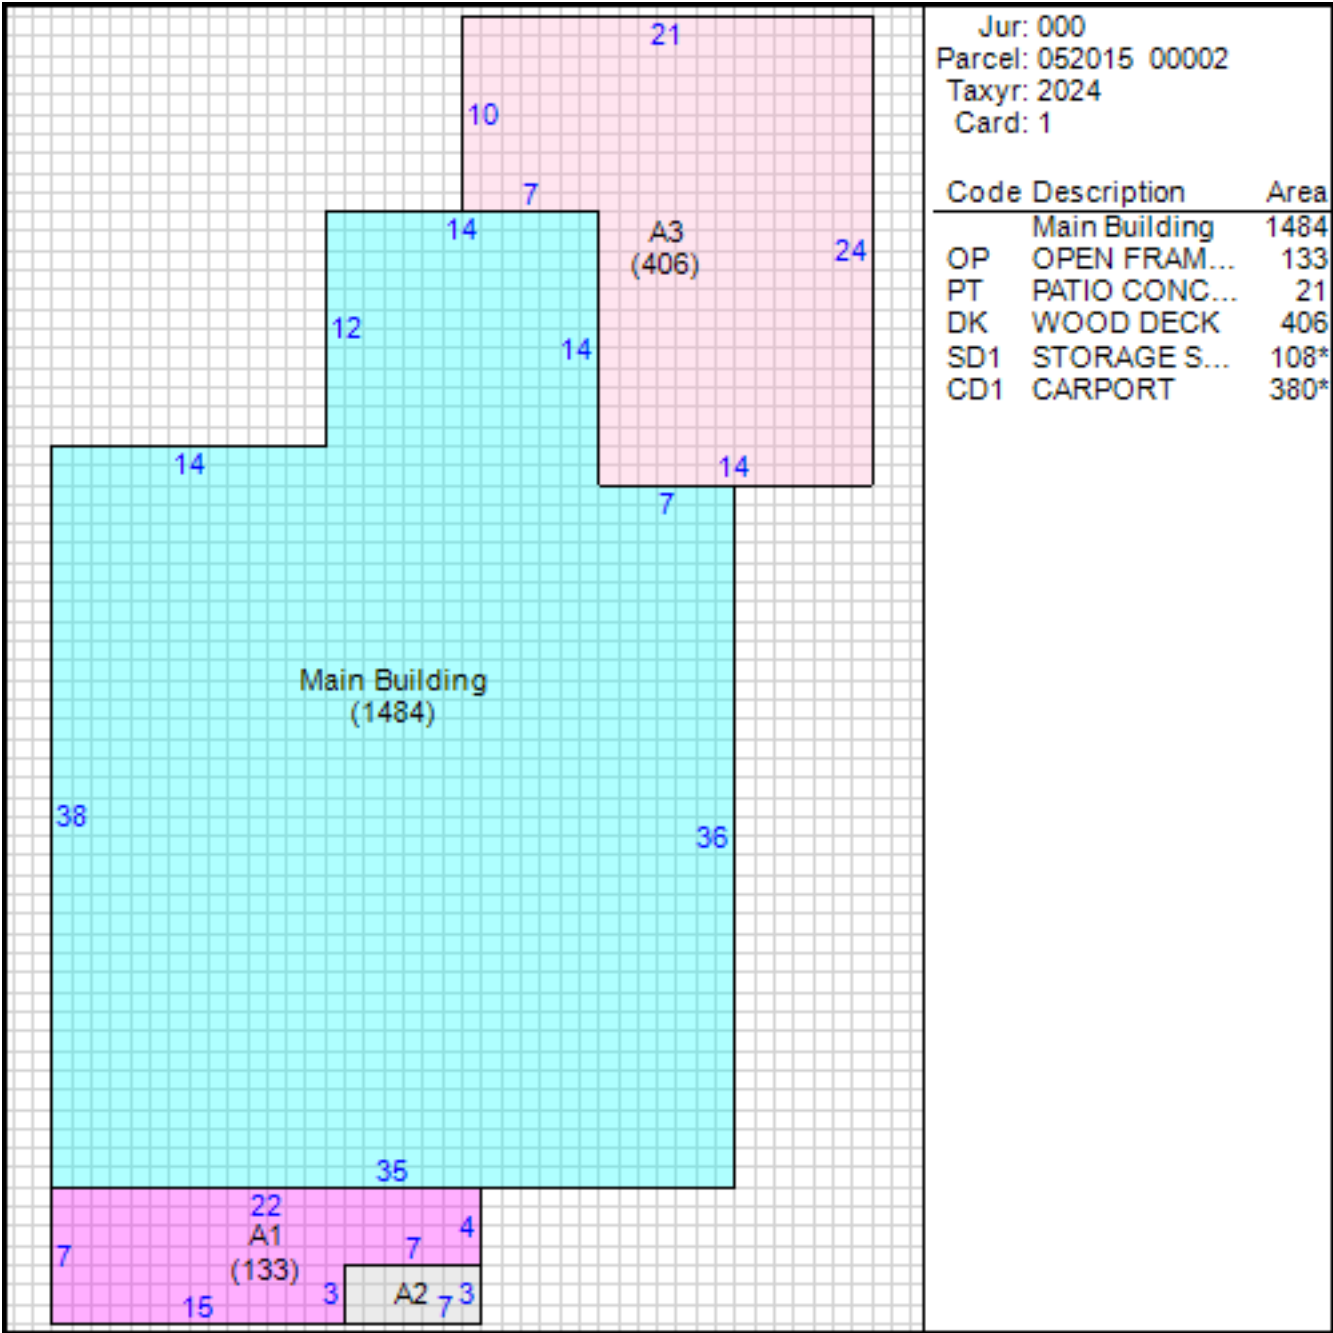 21
10
7
14
A3
(406)
24
12
14
14
14
7
Main Building
(1484)
38
36
35
22
A1
(133)
7
4
7
3
A2
3
15
7
Jur: 000
Parcel: 052015 00002
Taxyr: 2024
Card: 1
Code Description Area
Main Building 1484
OP OPEN FRAM... 133
PT PATIO CONC... 21
DK WOOD DECK 406
SD1 STORAGE S... 108*
CD1 CARPORT 380*